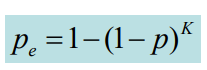 pₑ = 1−(1−p)ᴷ